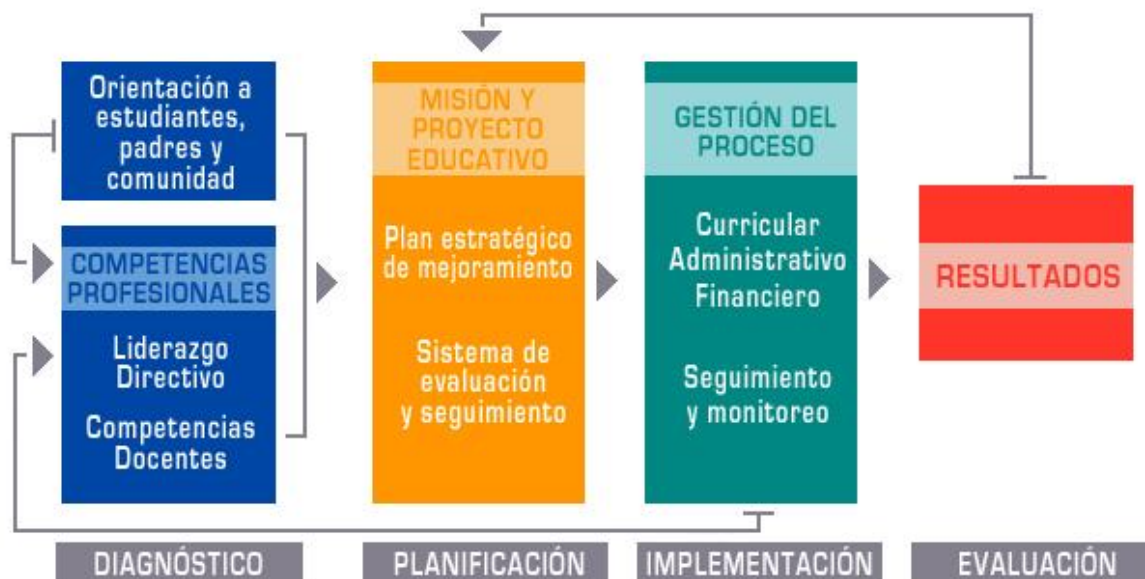 Orientación a
estudiantes,
padres y
comunidad
COMPETENCIAS
PROFESIONALES
Liderazgo
Directivo
Competencias
Docentes
MISIÓN Y
PROYECTO
EDUCATIVO
Plan estratégico
de mejoramiento
Sistema de
evaluación
y seguimiento
GESTIÓN DEL
PROCESO
Curricular
Administrativo
Financiero
Seguimiento
y monitoreo
RESULTADOS
DIAGNÓSTICO
PLANIFICACIÓN
IMPLEMENTACIÓN
EVALUACIÓN